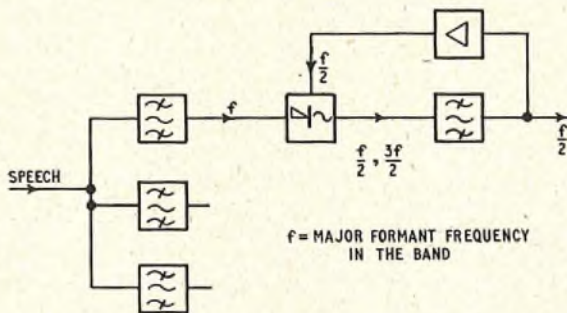 f/2
SPEECH
f
f/2, 3f/2
f/2
f = MAJOR FORMANT FREQUENCY
IN THE BAND